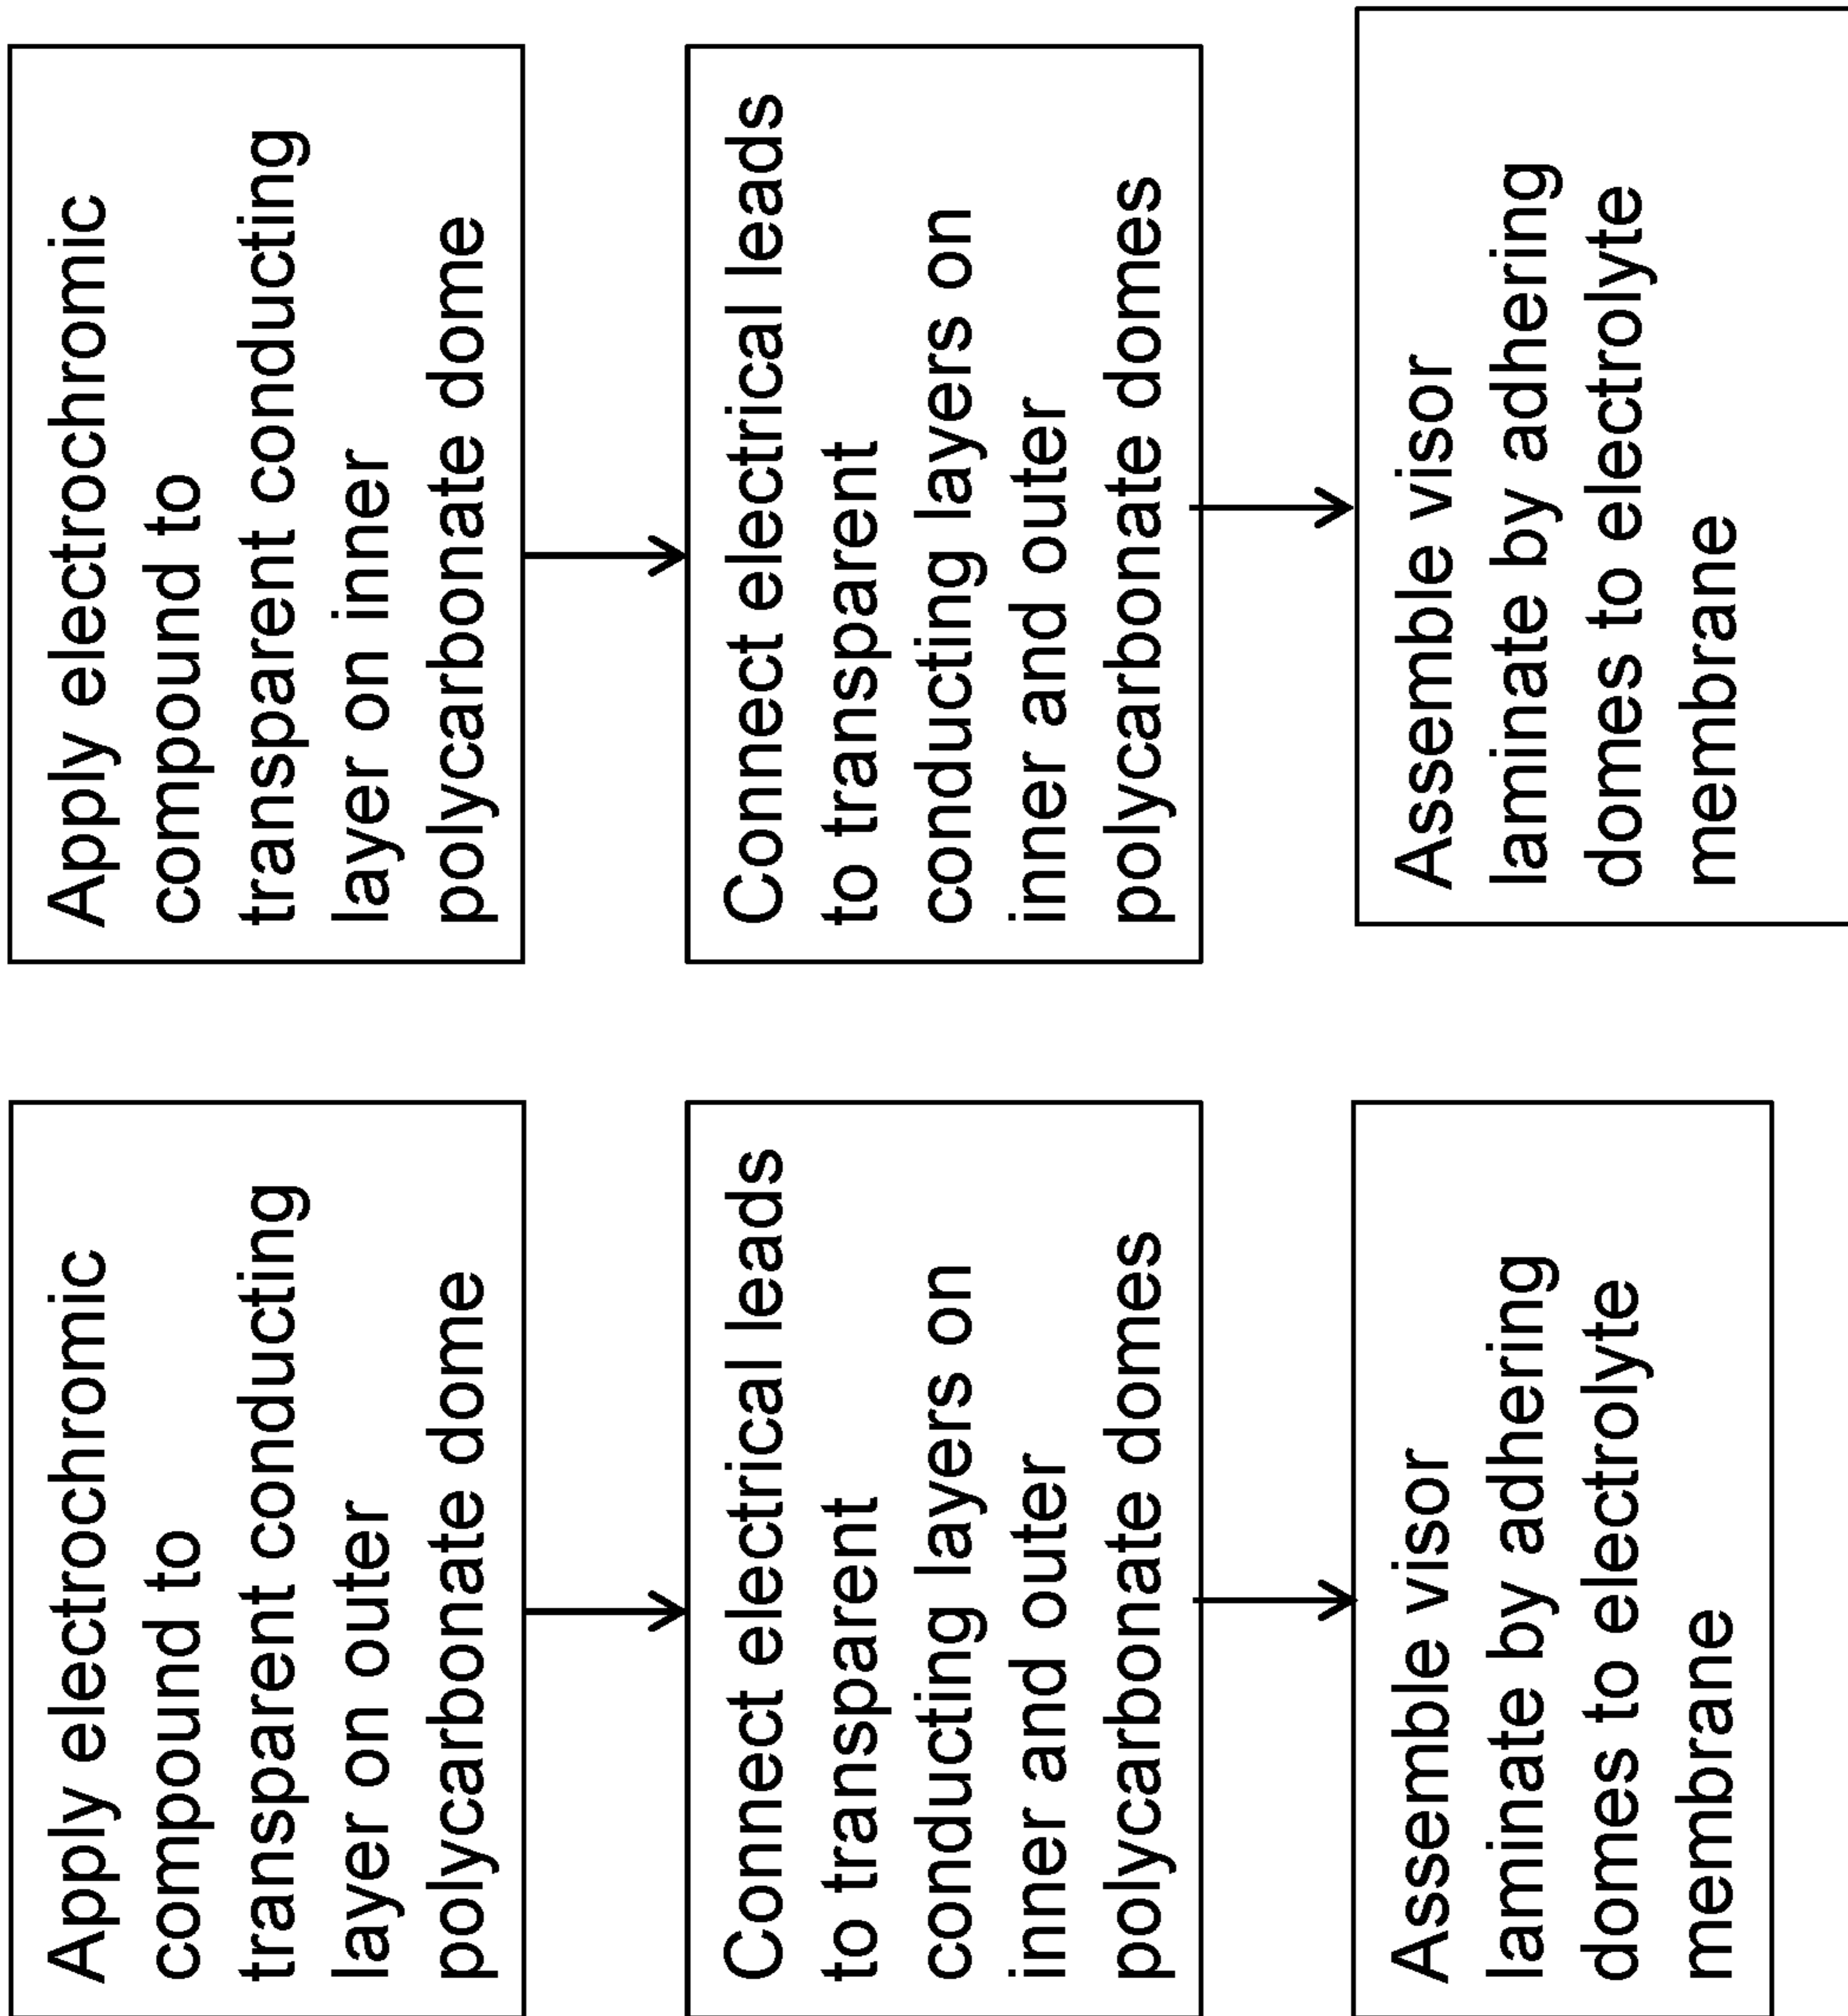 Apply electrochromic
compound to
transparent conducting
layer on outer
polycarbonate dome
Connect electrical leads
to transparent
conducting layers on
inner and outer
polycarbonate domes
Assemble visor
laminate by adhering
domes to electrolyte
membrane
Apply electrochromic
compound to
transparent conducting
layer on inner
polycarbonate dome
Connect electrical leads
to transparent
conducting layers on
inner and outer
polycarbonate domes
Assemble visor
laminate by adhering
domes to electrolyte
membrane